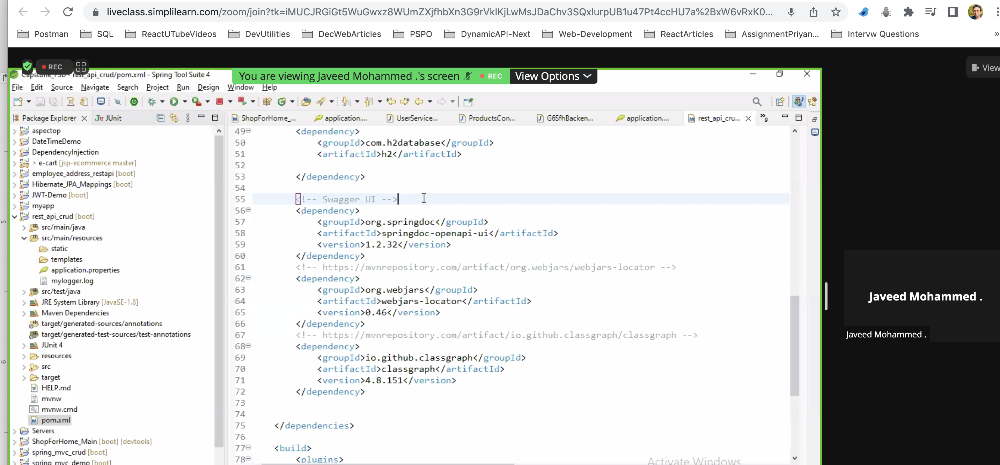 liveclass.simplilearn.com/zoom/join?tk=iMUCJRGiGt5WuGwxz8WUmZXjfhbXn3G9rVkIKjLwMsJDaChv3SQxIurpUB1u47Pt4ccHU7a%2BxW6vRxK0...
Postman SQL ReactUTubeVideos DevUtilities DecWebArticles PSPO DynamicAPI-Next Web-Development ReactArticles AssignmentPriyan... Intervw Questions »
REC
View
Capstone_FSD - rest_api_crud/pom.xml - Spring Tool Suite 4
You are viewing Javeed Mohammed .'s screen REC View Options
File Edit Source Navigate Search Project Run Design Window Help
Package Explorer JUnit
ShopForHome_... application.... UserService... ProductsCon... G6SfhBacken... application.... rest_api_cru... »9
aspectop
DateTimeDemo
DependencyInjection
> e-cart [jsp-ecommerce master]
employee_address_restapi [boot]
Hibernate_JPA_Mappings [boot]
JWT-Demo [boot]
myapp
rest_api_crud [boot]
src/main/java
src/main/resources
static
templates
application.properties
mylogger.log
src/test/java
JRE System Library [JavaSE-1.8]
Maven Dependencies
target/generated-sources/annotations
target/generated-test-sources/test-annotations
JUnit 4
resources
src
target
HELP.md
mvnw
mvnw.cmd
pom.xml
Servers
ShopForHome_Main [boot] [devtools]
spring_mvc_crud [boot]
spring_mvc_demo [boot]
49 <dependency>
50 <groupId>com.h2database</groupId>
51 <artifactId>h2</artifactId>
52
53 </dependency>
54
55 <!-- Swagger UI -->
56 <dependency>
57 <groupId>org.springdoc</groupId>
58 <artifactId>springdoc-openapi-ui</artifactId>
59 <version>1.2.32</version>
60 </dependency>
61 <!-- https://mvnrepository.com/artifact/org.webjars/webjars-locator -->
62 <dependency>
63 <groupId>org.webjars</groupId>
64 <artifactId>webjars-locator</artifactId>
65 <version>0.46</version>
66 </dependency>
67 <!-- https://mvnrepository.com/artifact/io.github.classgraph/classgraph -->
68 <dependency>
69 <groupId>io.github.classgraph</groupId>
70 <artifactId>classgraph</artifactId>
71 <version>4.8.151</version>
72 </dependency>
73
74
75 </dependencies>
76
77 <build>
78 <plugins>
Activate Windows
Javeed Mohammed .
Javeed Mohammed .
5
6